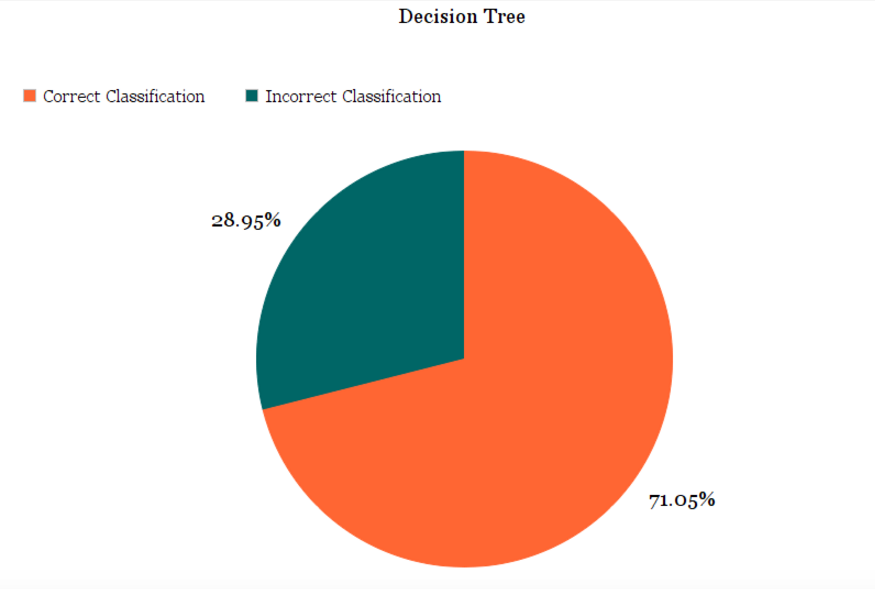 Decision Tree
Correct Classification
Incorrect Classification
28.95%
71.05%